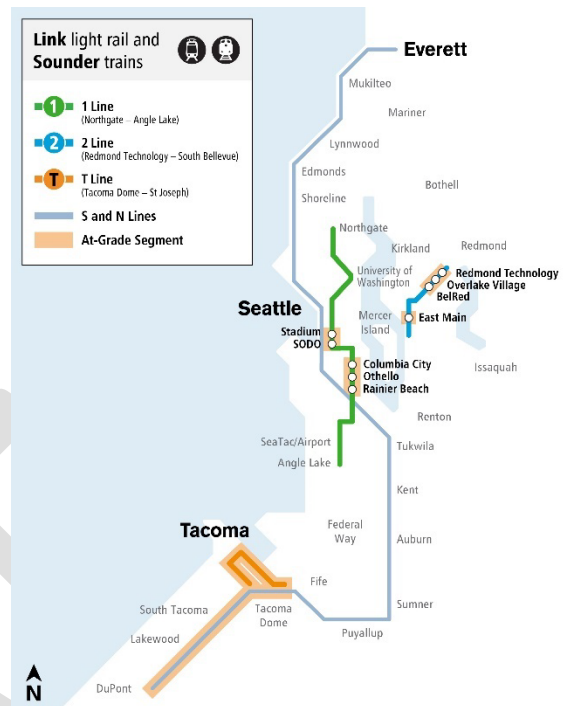 Link light rail and
Sounder trains
1
1 Line
(Northgate – Angle Lake)
2
2 Line
(Redmond Technology – South Bellevue)
T
T Line
(Tacoma Dome – St Joseph)
S and N Lines
At-Grade Segment
Everett
Mukilteo
Mariner
Lynnwood
Edmonds
Bothell
Shoreline
Northgate
Kirkland
Redmond
University of
Washington
Redmond Technology
Overlake Village
BelRed
Seattle
Mercer
Island
East Main
Stadium
SODO
Columbia City
Othello
Rainier Beach
Issaquah
Renton
SeaTac/Airport
Tukwila
Angle Lake
Kent
Tacoma
Federal
Way
Auburn
Fife
South Tacoma
Tacoma
Dome
Sumner
Lakewood
Puyallup
DuPont
N